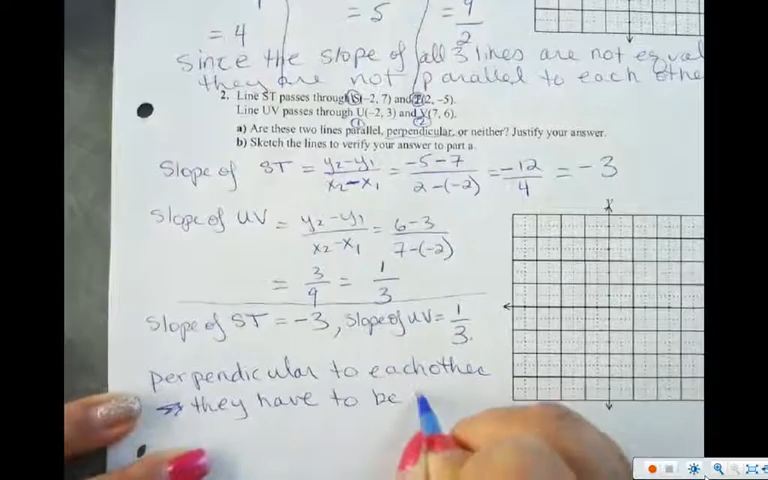 = 4
= 5
= 4/2
Since the slope of all 3 lines are not equal
they are not parallel to each othe
2. Line ST passes through S(−2, 7) and T(2, −5).
Line UV passes through U(−2, 3) and V(7, 6).
a) Are these two lines parallel, perpendicular, or neither? Justify your answer.
b) Sketch the lines to verify your answer to part a.
Slope of ST = y₂-y₁/x₂-x₁ = -5-7/2-(-2) = -12/4 = -3
Slope of UV = y₂-y₁/x₂-x₁ = 6-3/7-(-2)
= 3/9 = 1/3
Slope of ST = -3, Slope of UV = 1/3.
perpendicular to eachother
→ they have to be